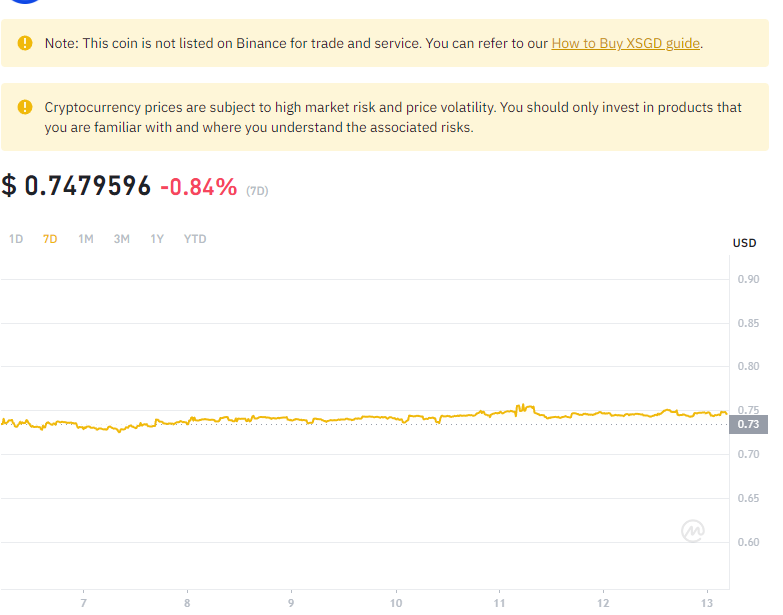 Note: This coin is not listed on Binance for trade and service. You can refer to our How to Buy XSGD guide.
Cryptocurrency prices are subject to high market risk and price volatility. You should only invest in products that
you are familiar with and where you understand the associated risks.
$ 0.7479596 -0.84% (7D)
1D 7D 1M 3M 1Y YTD
USD
0.90
0.85
0.80
0.75
0.73
0.70
0.65
0.60
7 8 9 10 11 12 13